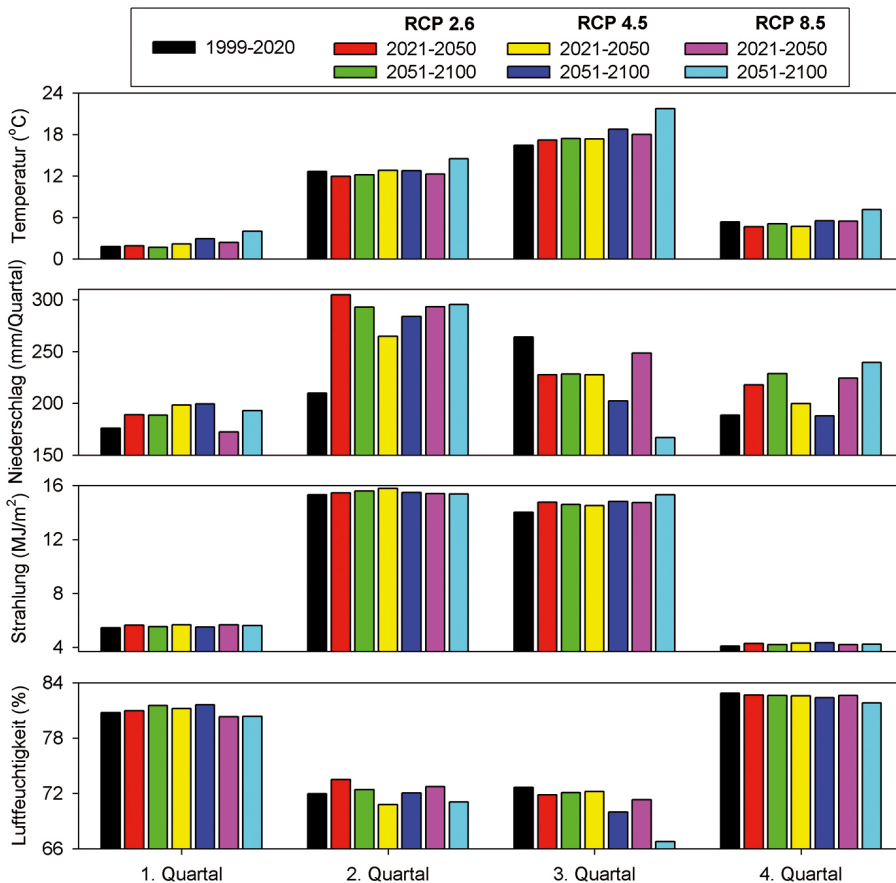 RCP 2.6 RCP 4.5 RCP 8.5
1999-2020 2021-2050 2021-2050 2021-2050
2051-2100 2051-2100 2051-2100
Temperatur (°C)
24
18
12
6
0
Niederschlag (mm/Quartal)
300
250
200
150
Strahlung (MJ/m²)
16
12
8
4
Luftfeuchtigkeit (%)
84
78
72
66
1. Quartal 2. Quartal 3. Quartal 4. Quartal